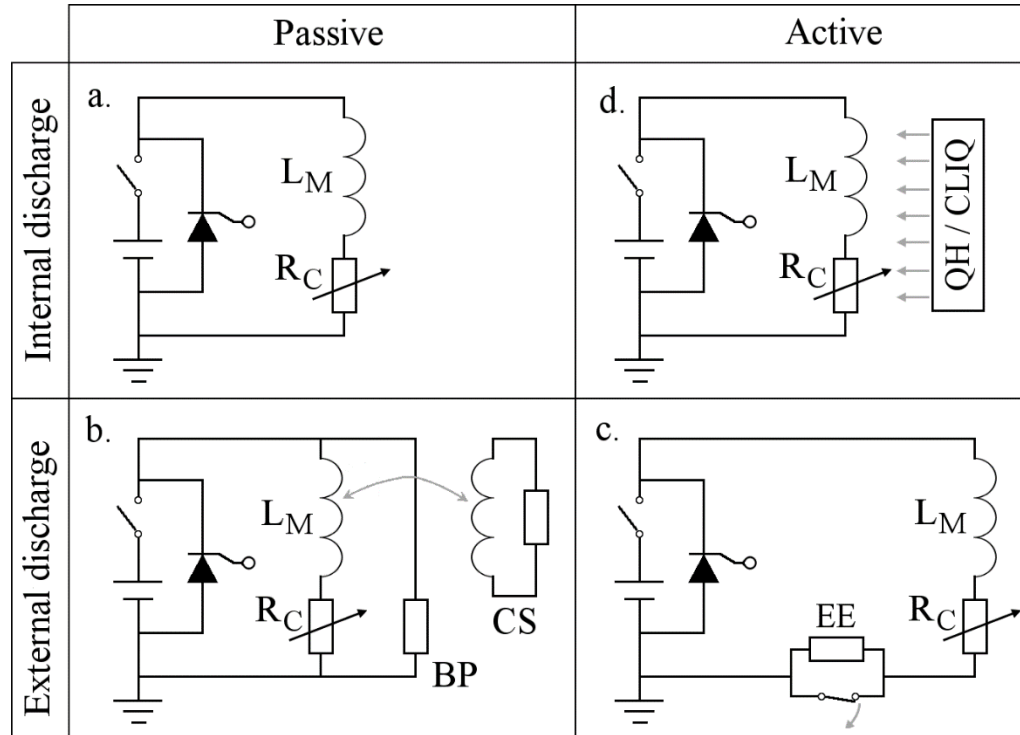 Passive
Active
Internal discharge
a.
L_M
R_C
d.
L_M
R_C
QH / CLIQ
External discharge
b.
L_M
R_C
BP
CS
c.
L_M
R_C
EE